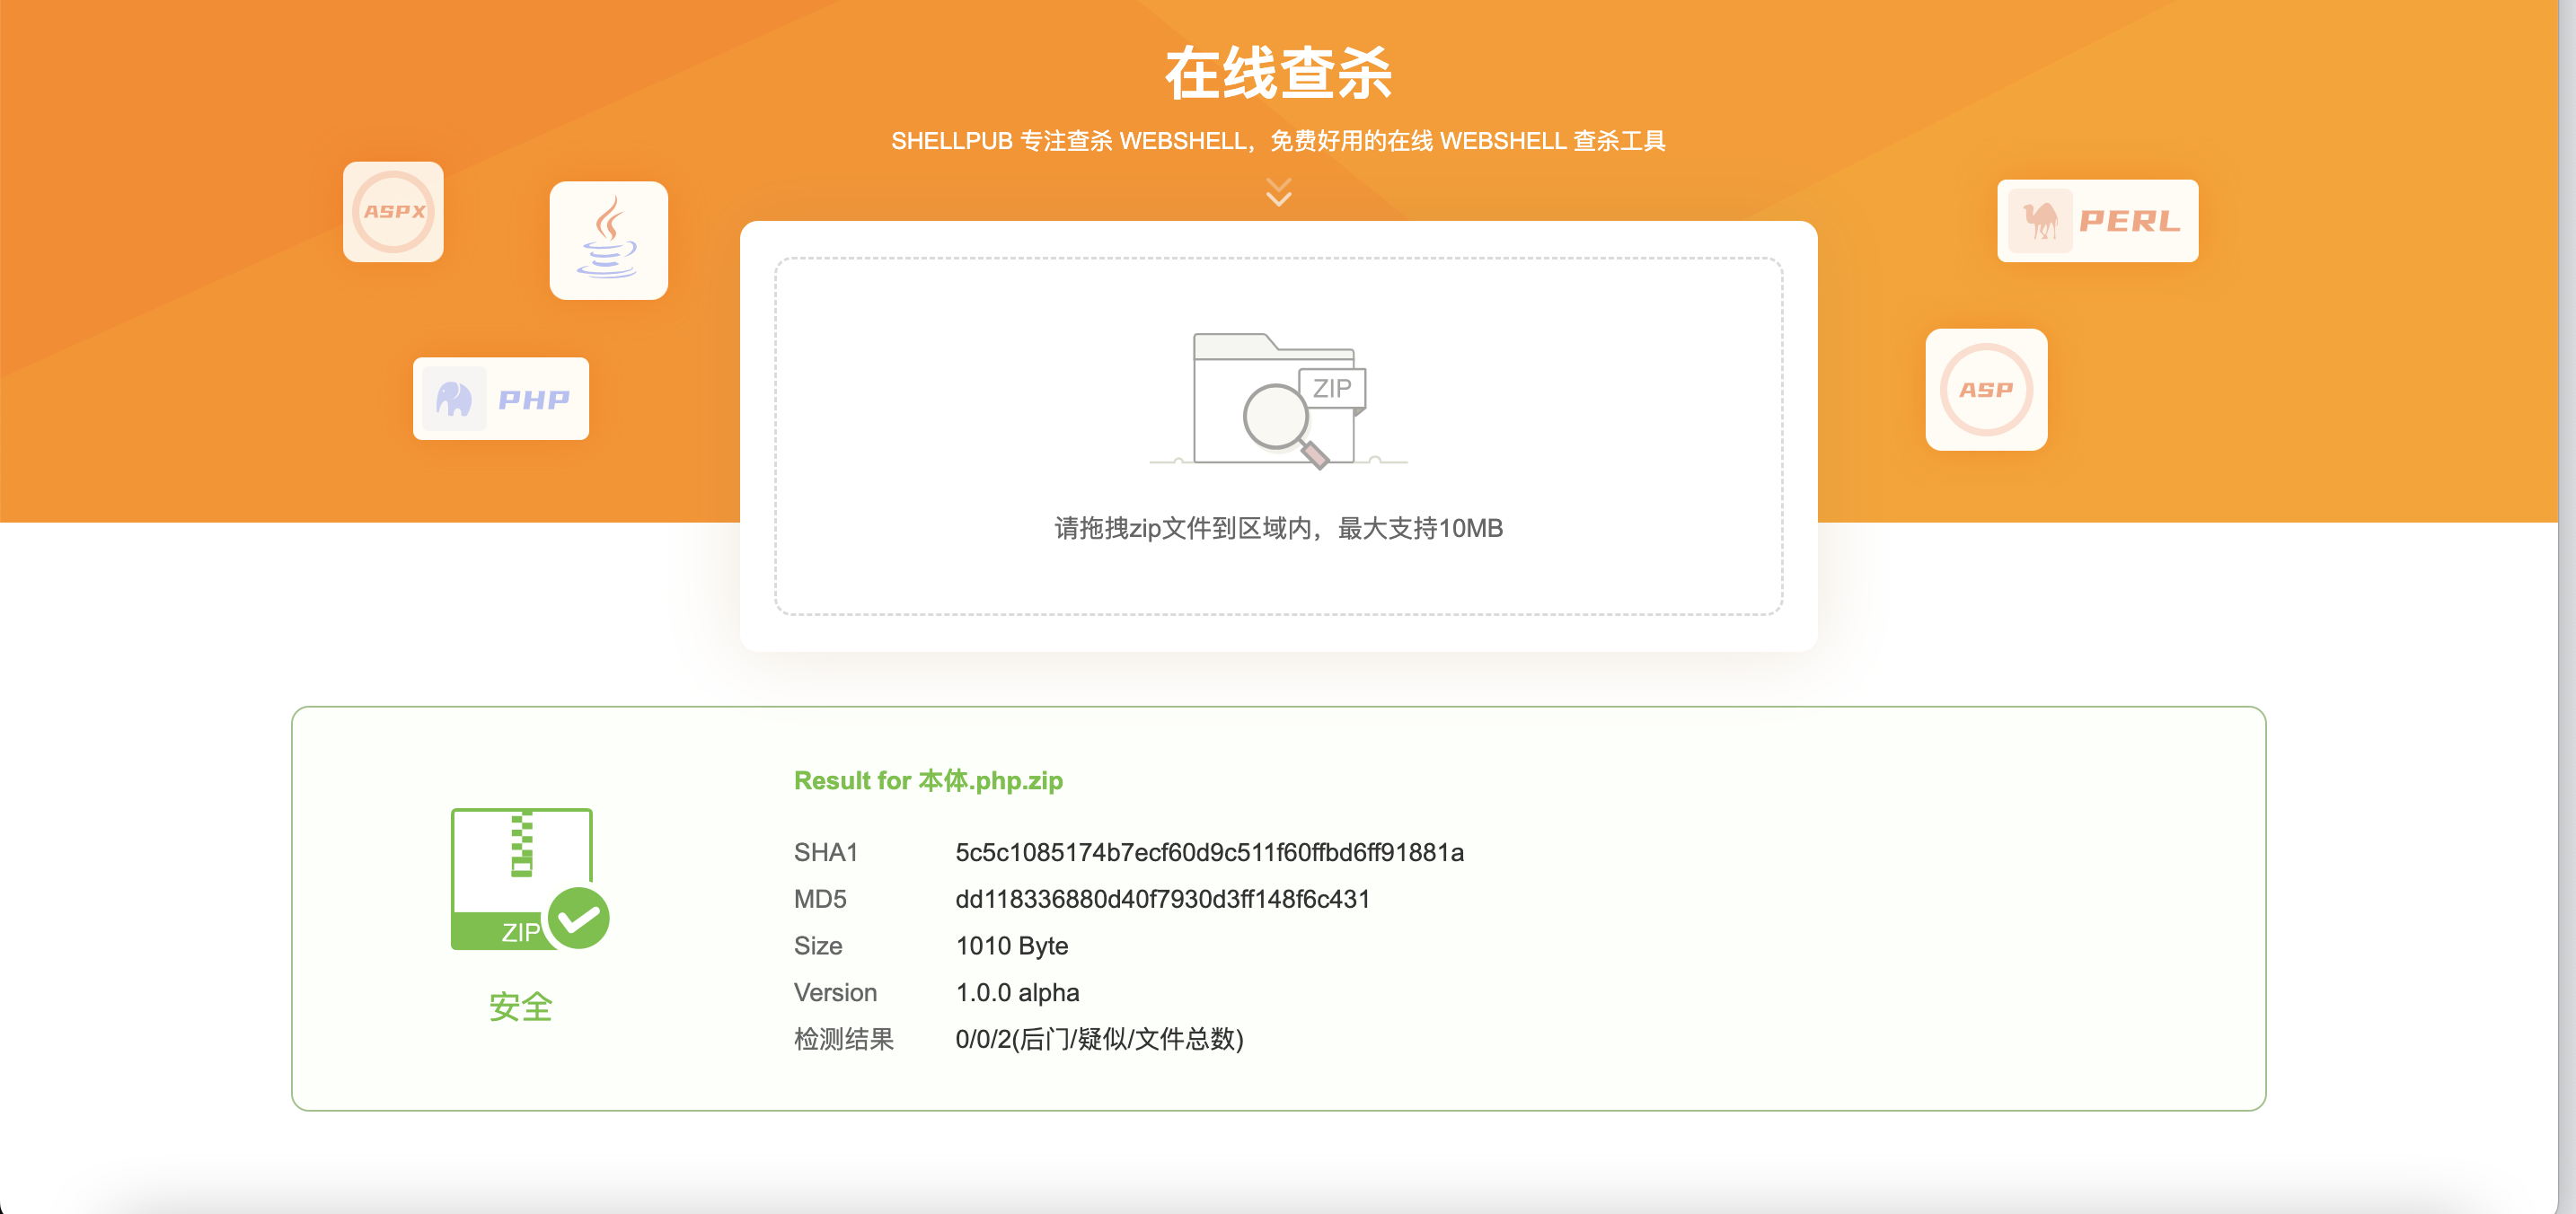 在线查杀
SHELLPUB 专注查杀 WEBSHELL，免费好用的在线 WEBSHELL 查杀工具
ASPX
PERL
PHP
ASP
ZIP
请拖拽zip文件到区域内，最大支持10MB
Result for 本体.php.zip
SHA1 5c5c1085174b7ecf60d9c511f60ffbd6ff91881a
MD5 dd118336880d40f7930d3ff148f6c431
Size 1010 Byte
Version 1.0.0 alpha
检测结果 0/0/2(后门/疑似/文件总数)
ZIP
安全